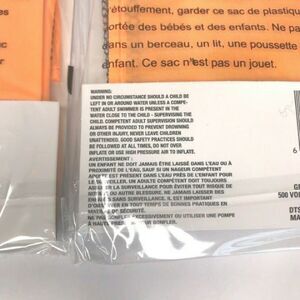 étouffement, garder ce sac de plastiqu
ortée des bébés et des enfants. Ne pas
dans un berceau, un lit, une poussette
enfant. Ce sac n'est pas un jouet.
WARNING:
UNDER NO CIRCUMSTANCE SHOULD A CHILD BE
LEFT IN OR AROUND WATER UNLESS A COMPE-
TENT ADULT SWIMMER IS PRESENT IN THE
WATER CLOSE TO THE CHILD - SUPERVISING THE
CHILD. COMPETENT ADULT SUPERVISION SHOULD
ALWAYS BE PROVIDED TO PREVENT DROWNING
OR OTHER INJURY. NEVER LEAVE CHILDREN
UNATTENDED. GOOD SAFETY PRACTICES SHOULD
BE FOLLOWED AT ALL TIMES, DO NOT OVER
INFLATE OR USE HIGH PRESSURE AIR TO INFLATE.
AVERTISSEMENT:
UN ENFANT NE DOIT JAMAIS ÊTRE LAISSÉ DANS L'EAU OU
À PROXIMITÉ D'EAU, SAUF SI UN NAGEUR COMPÉTENT
ADULTE EST PRÉSENT DANS L'EAU PRÈS DE L'ENFANT POUR
LE SURVEILLER. UN ADULTE COMPÉTENT DOIT TOUJOURS
ASSURER LA SURVEILLANCE POUR ÉVITER TOUT RISQUE DE
OU AUTRE BLESSURE. NE JAMAIS LAISSER DES
ENFANTS SANS SURVEILLANCE. IL EST IMPORTANT
D'OBSERVER EN TOUT TEMPS DE BONNES PRATIQUES EN
MATIÈRE DE SÉCURITÉ.
NE PAS GONFLER EXCESSIVEMENT OU UTILISER UNE POMPE
À HAUTE PRESSION POUR GONFLER.
6
500 VO
DTS
MA